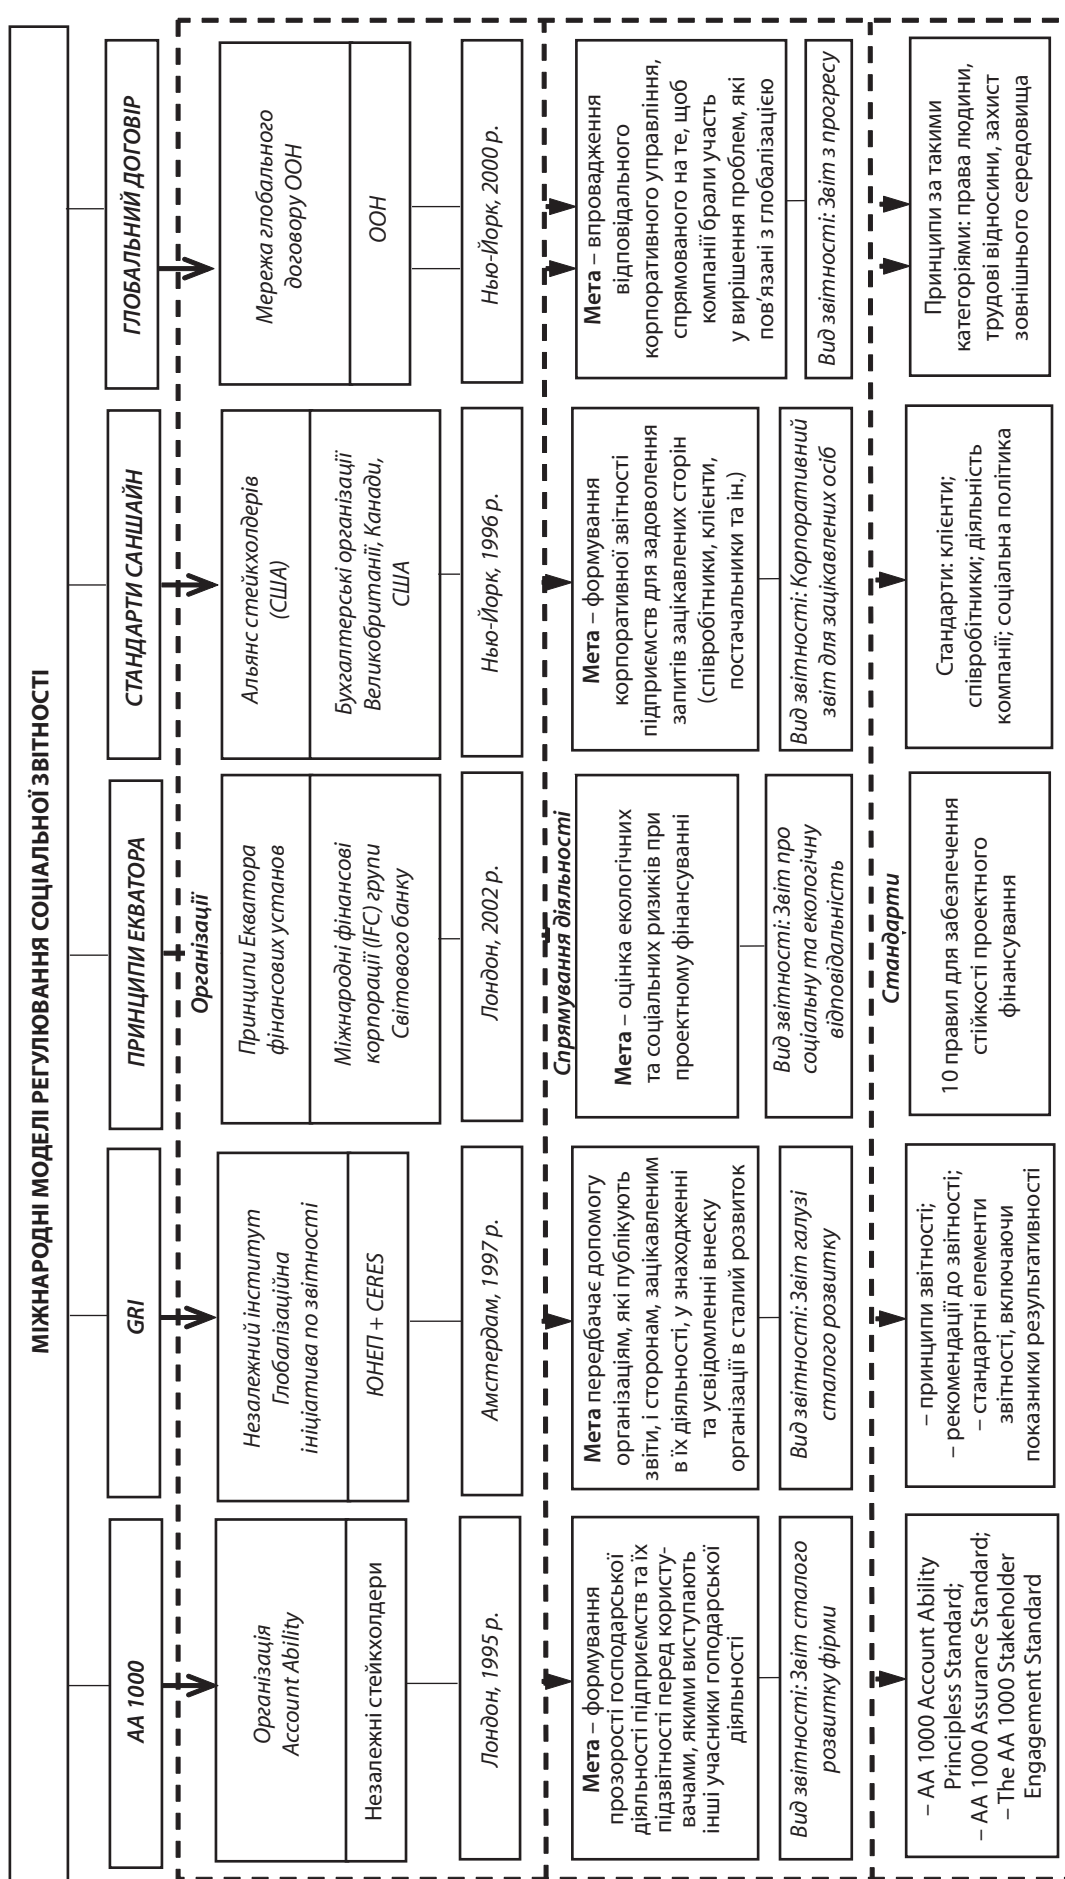 МІЖНАРОДНІ МОДЕЛІ РЕГУЛЮВАННЯ СОЦІАЛЬНОЇ ЗВІТНОСТІ
АА 1000
GRI
ПРИНЦИПИ ЕКВАТОРА
СТАНДАРТИ САНШАЙН
ГЛОБАЛЬНИЙ ДОГОВІР
Організації
Організація
Account Ability
Незалежні стейкхолдери
Лондон, 1995 р.
Незалежний інститут
Глобалізаційна
ініціатива по звітності
ЮНЕП + CERES
Амстердам, 1997 р.
Принципи Екватора
фінансових установ
Міжнародні фінансові
корпорації (IFC) групи
Світового банку
Лондон, 2002 р.
Альянс стейкхолдерів
(США)
Бухгалтерські організації
Великобританії, Канади,
США
Нью-Йорк, 1996 р.
Мережа глобального
договору ООН
ООН
Нью-Йорк, 2000 р.
Спрямування діяльності
Мета – формування
прозорості господарської
діяльності підприємств та їх
підзвітності перед користу-
вачами, якими виступають
інші учасники гоподарської
діяльності
Вид звітності: Звіт сталого
розвитку фірми
Мета передбачає допомогу
організаціям, які публікують
звіти, і сторонам, зацікавленим
в їх діяльності, у знаходженні
та усвідомленні внеску
організації в сталий розвиток
Вид звітності: Звіт галузі
сталого розвитку
Мета – оцінка екологічних
та соціальних ризиків при
проектному фінансуванні
Вид звітності: Звіт про
соціальну та екологічну
відповідальність
Мета – формування
корпоративної звітності
підприємств для задоволення
запитів зацікавлених сторін
(співробітники, клієнти,
постачальники та ін.)
Вид звітності: Корпоративний
звіт для зацікавлених осіб
Мета – впровадження
відповідального
корпоративного управління,
спрямованого на те, щоб
компанії брали участь
у вирішення проблем, які
пов’язані з глобалізацією
Вид звітності: Звіт з прогресу
Стандарти
– АА 1000 Account Ability
Principless Standard;
– АА 1000 Assurance Standard;
– The AA 1000 Stakeholder
Engagement Standard
– принципи звітності;
– рекомендації до звітності;
– стандартні елементи
звітності, включаючи
показники результативності
10 правил для забезпечення
стійкості проектного
фінансування
Стандарти: клієнти;
співробітники; діяльність
компанії; соціальна політика
Принципи за такими
категоріями: права людини,
трудові відносини, захист
зовнішнього середовища